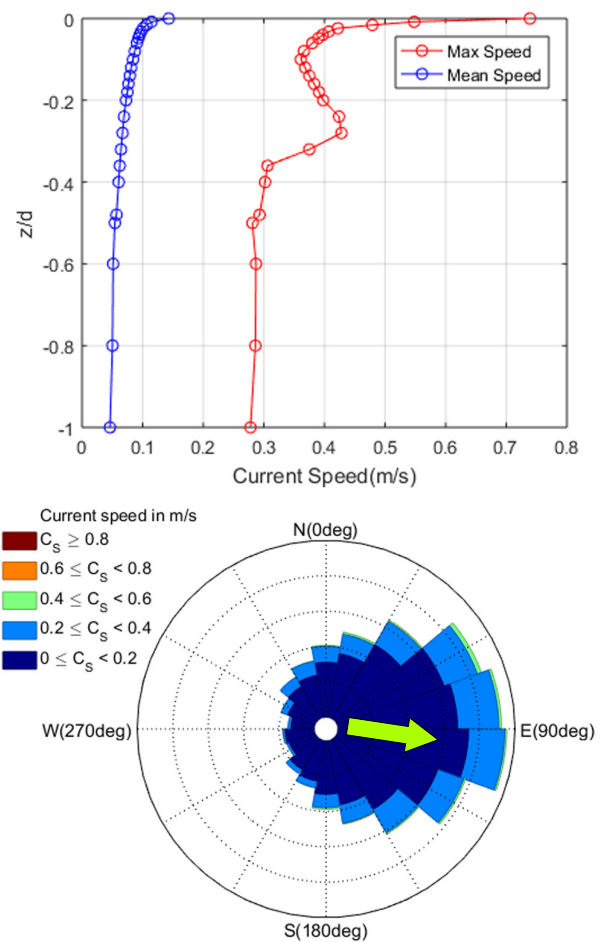 0
-0.2
-0.4
-0.6
-0.8
-1
z/d
Max Speed
Mean Speed
0 0.1 0.2 0.3 0.4 0.5 0.6 0.7 0.8
Current Speed(m/s)
Current speed in m/s
C_S ≥ 0.8
0.6 ≤ C_S < 0.8
0.4 ≤ C_S < 0.6
0.2 ≤ C_S < 0.4
0 ≤ C_S < 0.2
N(0deg)
W(270deg)
E(90deg)
S(180deg)